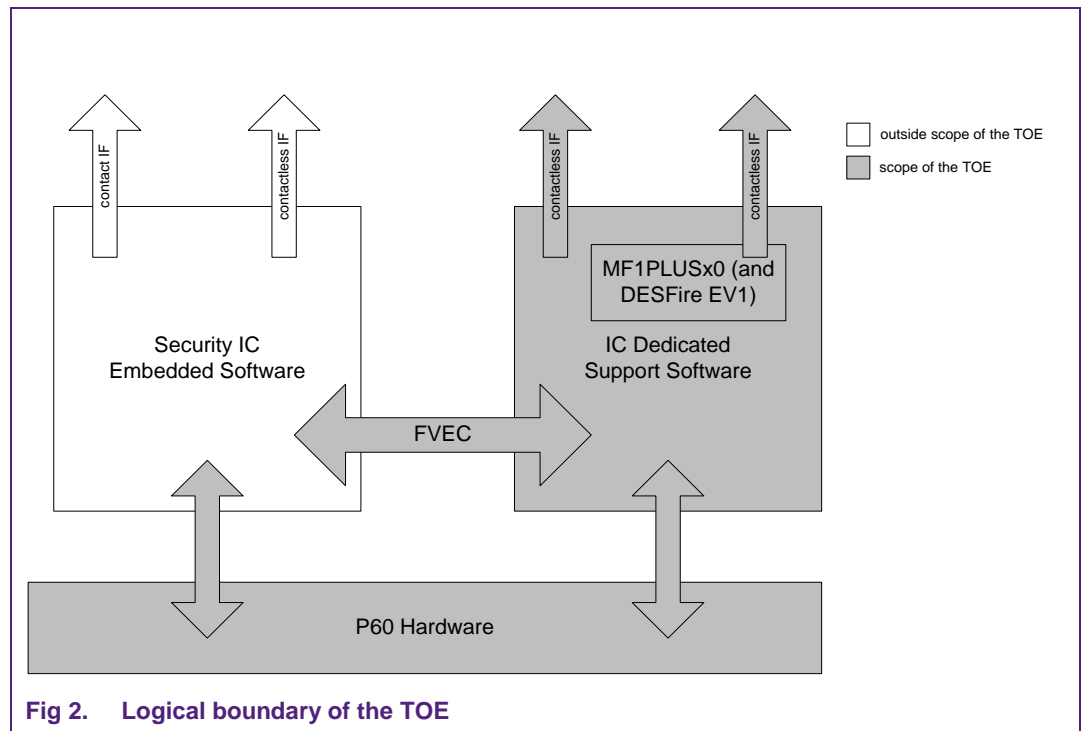 contact IF
contactless IF
contactless IF
contactless IF
outside scope of the TOE
scope of the TOE
MF1PLUSx0 (and
DESFire EV1)
Security IC
Embedded Software
IC Dedicated
Support Software
FVEC
P60 Hardware
Fig 2. Logical boundary of the TOE